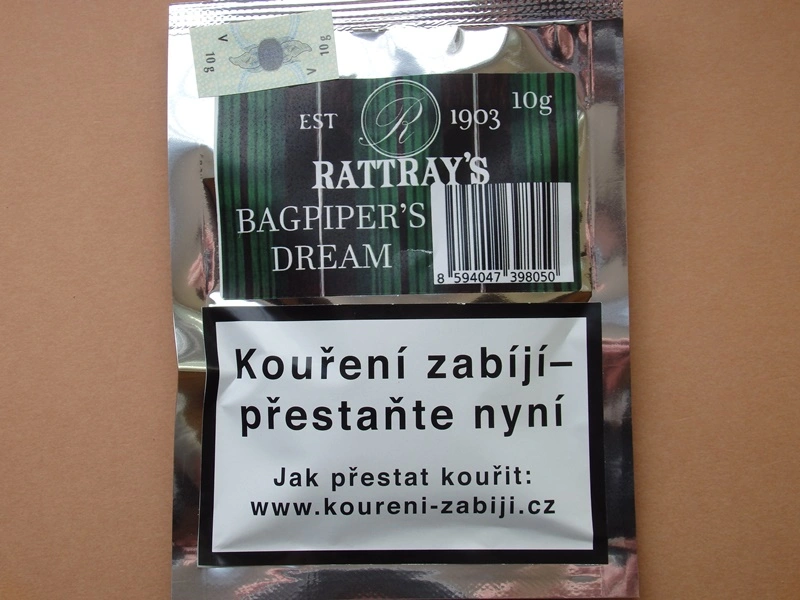 V 10g
V 10g
EST R 1903 10g
RATTRAY'S
BAGPIPER'S
DREAM
8 594047 398050
Kouření zabíjí–
přestaňte nyní
Jak přestat kouřit:
www.koureni-zabiji.cz